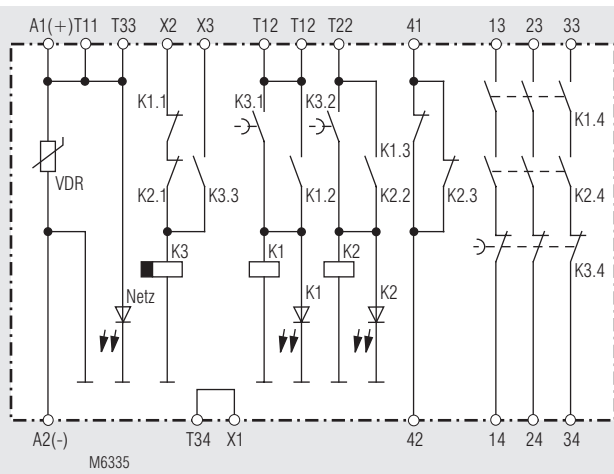 A1(+) T11 T33 X2 X3 T12 T12 T22 41 13 23 33
K1.1 K3.1 K3.2 K1.3 K1.4
VDR K2.1 K3.3 K1.2 K2.2 K2.3 K2.4
K3 K1 K2 K3.4
Netz K1 K2
A2(-) T34 X1 42 14 24 34
M6335